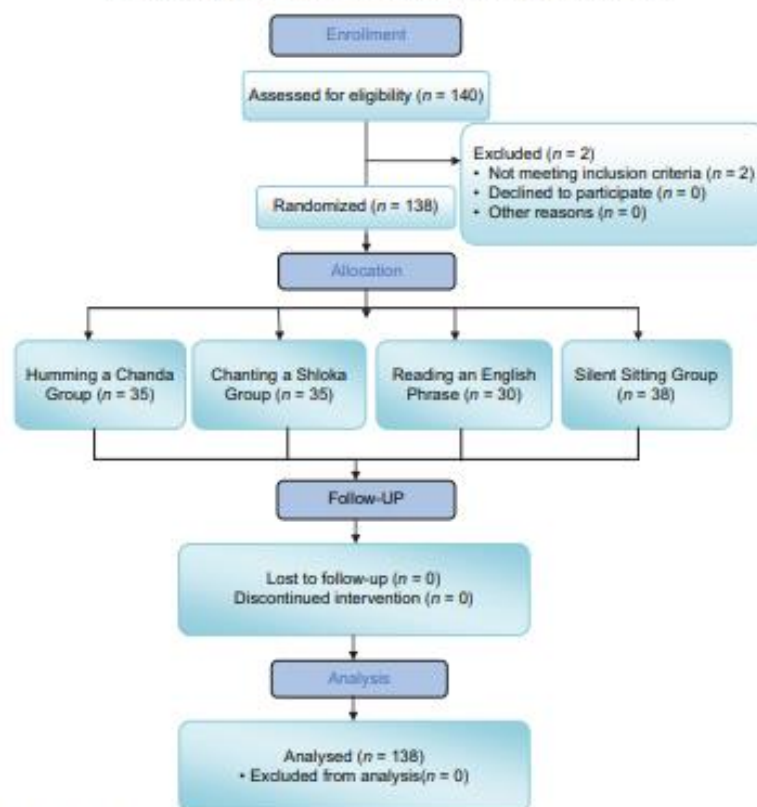 Enrollment
Assessed for eligibility (n = 140)
Excluded (n = 2)
• Not meeting inclusion criteria (n = 2)
• Declined to participate (n = 0)
• Other reasons (n = 0)
Randomized (n = 138)
Allocation
Humming a Chanda
Group (n = 35)
Chanting a Shloka
Group (n = 35)
Reading an English
Phrase (n = 30)
Silent Sitting Group
(n = 38)
Follow-UP
Lost to follow-up (n = 0)
Discontinued intervention (n = 0)
Analysis
Analysed (n = 138)
• Excluded from analysis(n = 0)